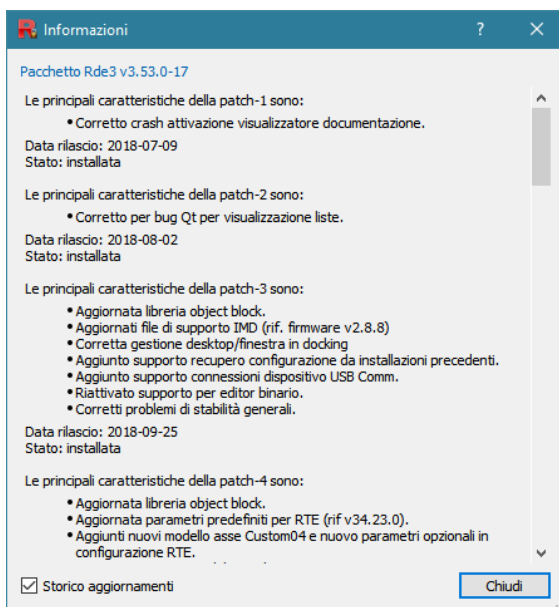 Informazioni
Pacchetto Rde3 v3.53.0-17
Le principali caratteristiche della patch-1 sono:
• Corretto crash attivazione visualizzatore documentazione.
Data rilascio: 2018-07-09
Stato: installata
Le principali caratteristiche della patch-2 sono:
• Corretto per bug Qt per visualizzazione liste.
Data rilascio: 2018-08-02
Stato: installata
Le principali caratteristiche della patch-3 sono:
• Aggiornata libreria object block.
• Aggiornati file di supporto IMD (rif. firmware v2.8.8)
• Corretta gestione desktop/finestra in docking
• Aggiunto supporto recupero configurazione da installazioni precedenti.
• Aggiunto supporto connessioni dispositivo USB Comm.
• Riattivato supporto per editor binario.
• Corretti problemi di stabilità generali.
Data rilascio: 2018-09-25
Stato: installata
Le principali caratteristiche della patch-4 sono:
• Aggiornata libreria object block.
• Aggiornata parametri predefiniti per RTE (rif v34.23.0).
• Aggiunti nuovi modello asse Custom04 e nuovo parametri opzionali in
configurazione RTE.
Storico aggiornamenti
Chiudi